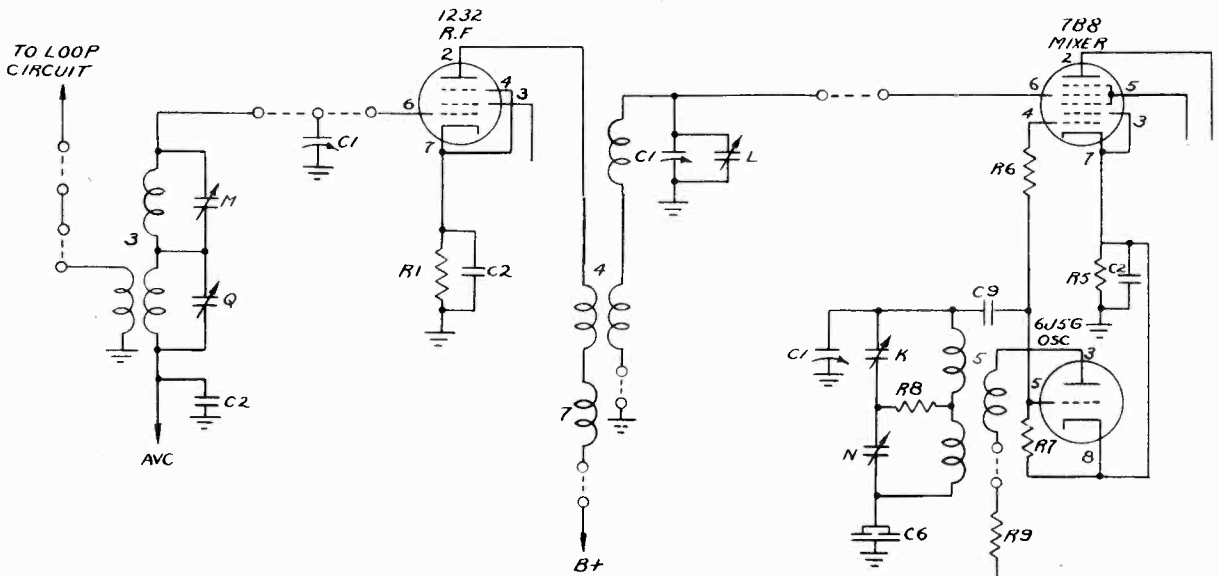 1232
R.F
2
4
3
6
7
TO LOOP
CIRCUIT
C1
M
3
Q
C2
AVC
R1
C2
4
7
B+
C1
L
7B8
MIXER
2
6
5
4
3
7
R6
R5
C2
C9
6J5G
OSC
3
5
8
C1
K
R8
5
N
R7
C6
R9